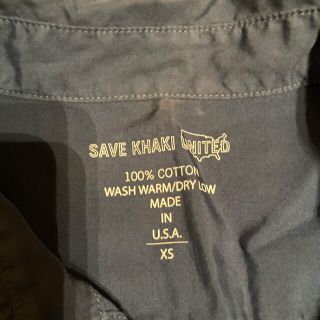 SAVE KHAKI UNITED
100% COTTON
WASH WARM/DRY LOW
MADE
IN
U.S.A.
XS